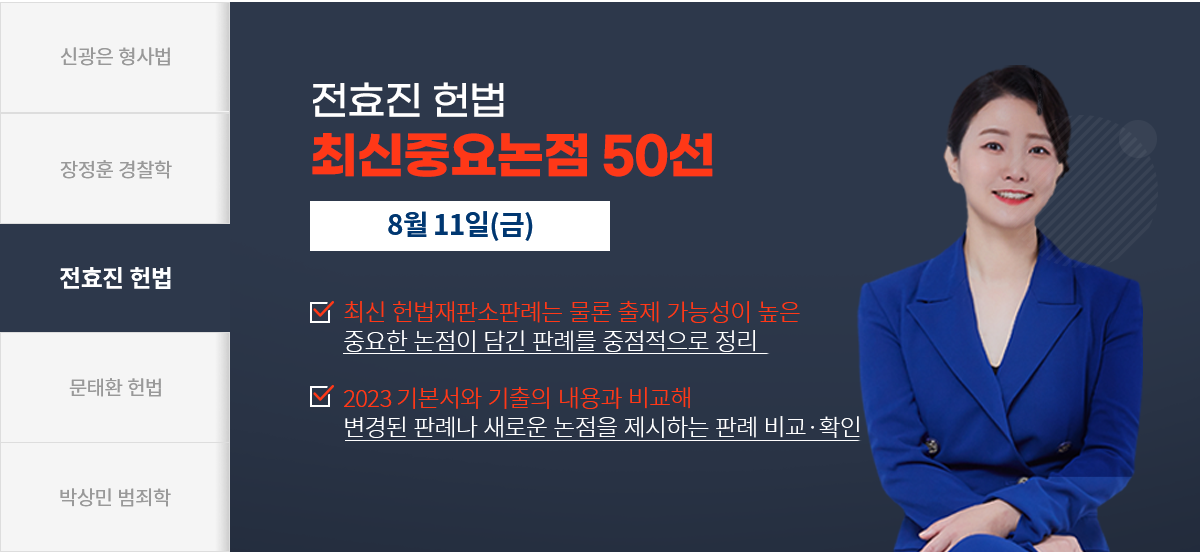 신광은 형사법
장정훈 경찰학
전효진 헌법
문태환 헌법
박상민 범죄학
전효진 헌법
최신중요논점 50선
8월 11일(금)
최신 헌법재판소판례는 물론 출제 가능성이 높은
중요한 논점이 담긴 판례를 중점적으로 정리
2023 기본서와 기출의 내용과 비교해
변경된 판례나 새로운 논점을 제시하는 판례 비교·확인